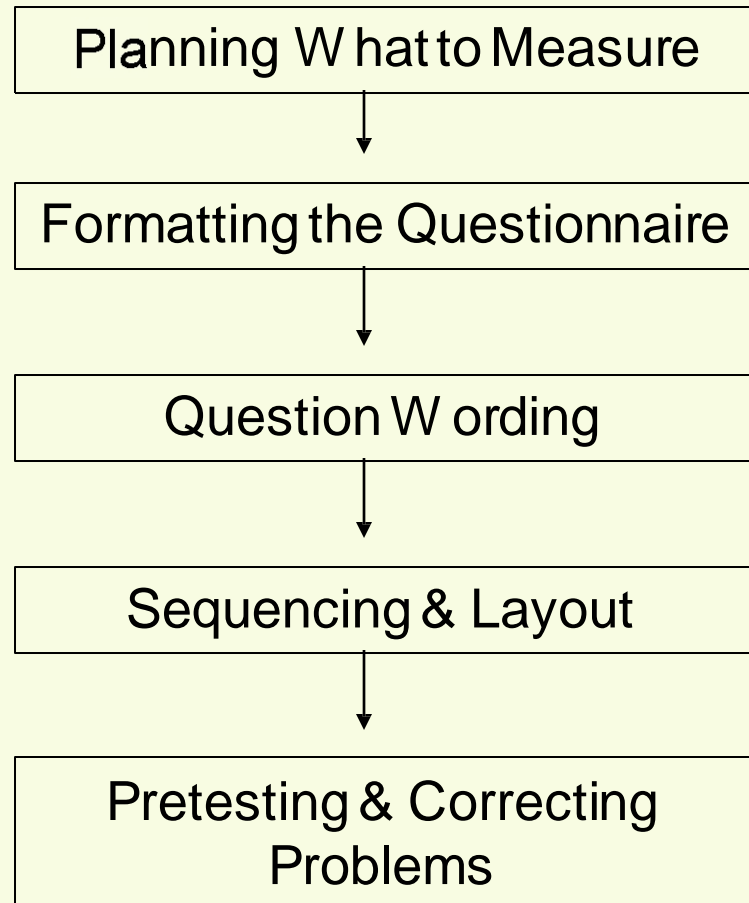 Planning What to Measure
Formatting the Questionnaire
Question Wording
Sequencing & Layout
Pretesting & Correcting
Problems